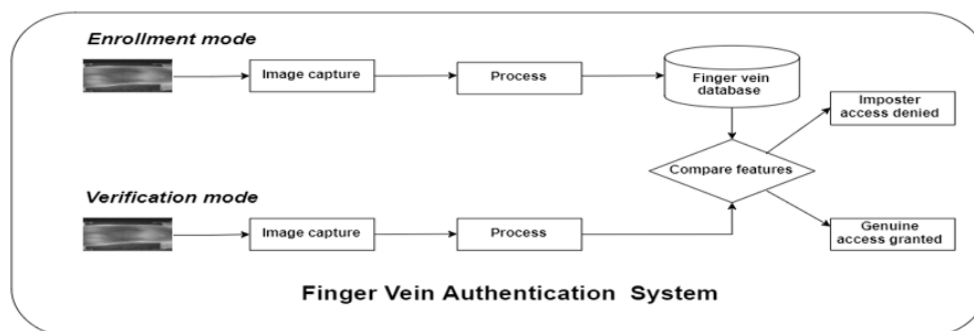 Enrollment mode
Image capture
Process
Finger vein
database
Imposter
access denied
Compare features
Verification mode
Image capture
Process
Genuine
access granted
Finger Vein Authentication System